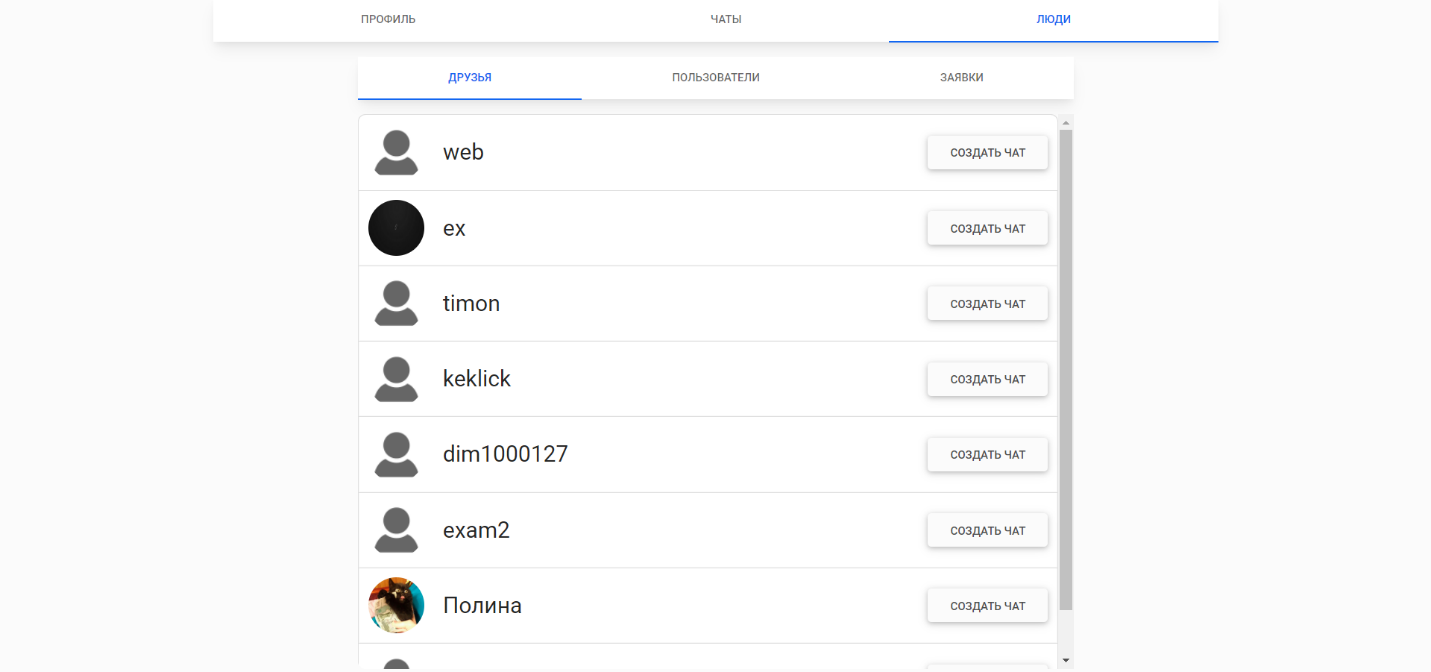 ПРОФИЛЬ ЧАТЫ ЛЮДИ
ДРУЗЬЯ ПОЛЬЗОВАТЕЛИ ЗАЯВКИ
web СОЗДАТЬ ЧАТ
ex СОЗДАТЬ ЧАТ
timon СОЗДАТЬ ЧАТ
keklick СОЗДАТЬ ЧАТ
dim1000127 СОЗДАТЬ ЧАТ
exam2 СОЗДАТЬ ЧАТ
Полина СОЗДАТЬ ЧАТ